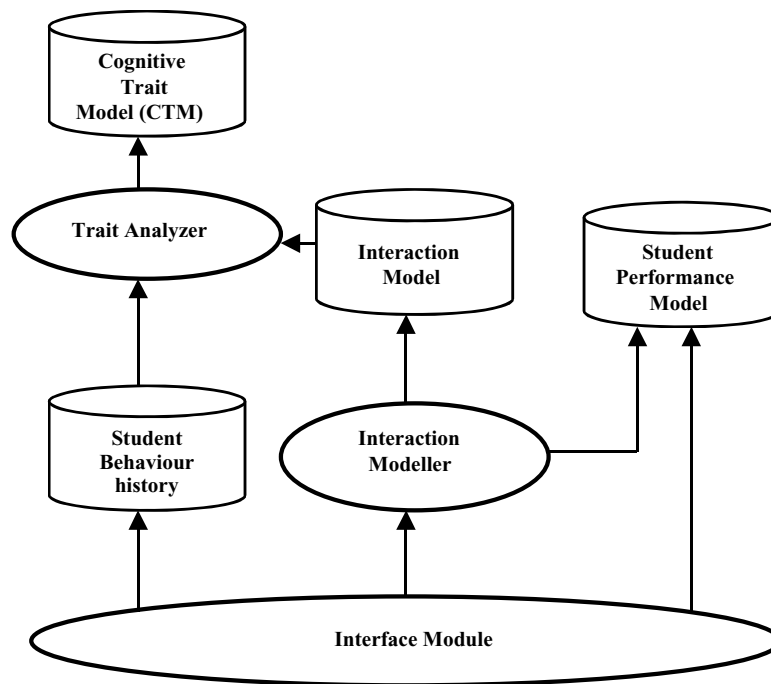 Cognitive
Trait
Model (CTM)
Trait Analyzer
Interaction
Model
Student
Performance
Model
Student
Behaviour
history
Interaction
Modeller
Interface Module